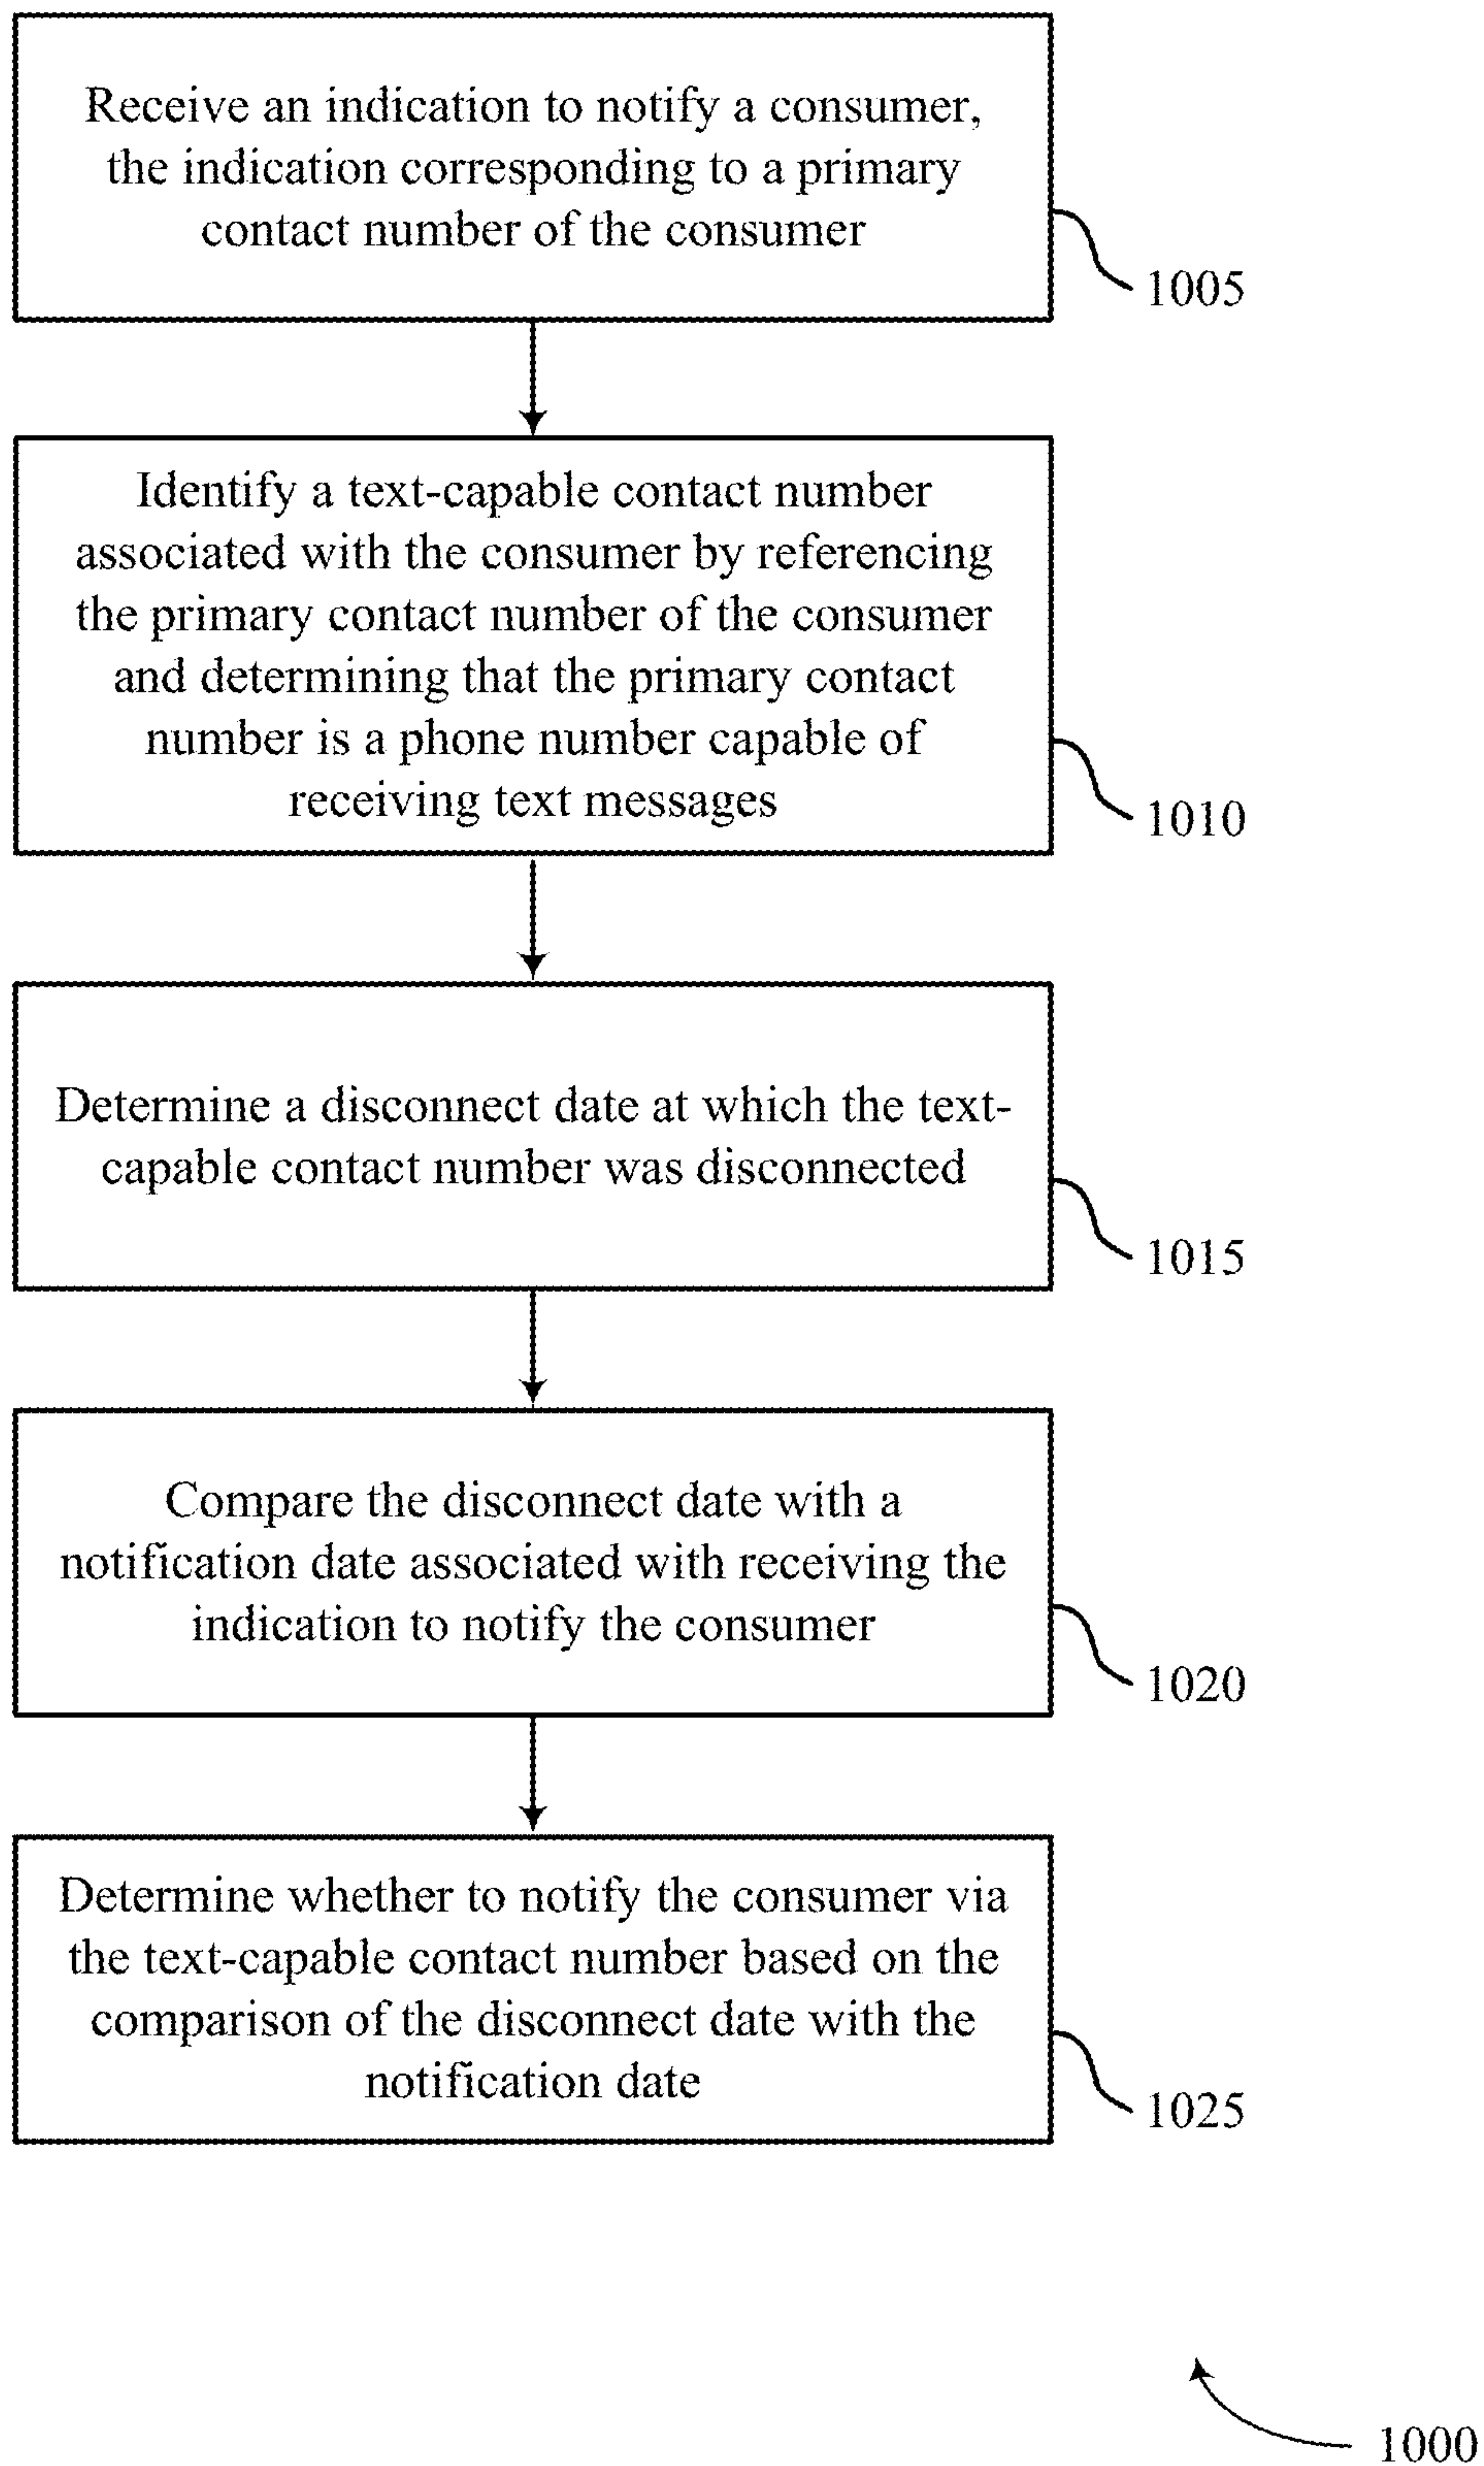 Receive an indication to notify a consumer,
the indication corresponding to a primary
contact number of the consumer
1005
Identify a text-capable contact number
associated with the consumer by referencing
the primary contact number of the consumer
and determining that the primary contact
number is a phone number capable of
receiving text messages
1010
Determine a disconnect date at which the text-
capable contact number was disconnected
1015
Compare the disconnect date with a
notification date associated with receiving the
indication to notify the consumer
1020
Determine whether to notify the consumer via
the text-capable contact number based on the
comparison of the disconnect date with the
notification date
1025
1000